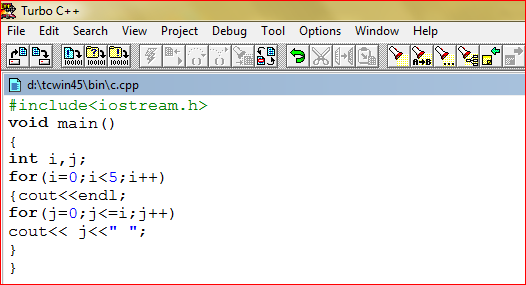 Turbo C++
File Edit Search View Project Debug Tool Options Window Help
A→B
d:\tcwin45\bin\c.cpp
#include<iostream.h>
void main()
{
int i,j;
for(i=0;i<5;i++)
{cout<<endl;
for(j=0;j<=i;j++)
cout<< j<<" ";
}
}